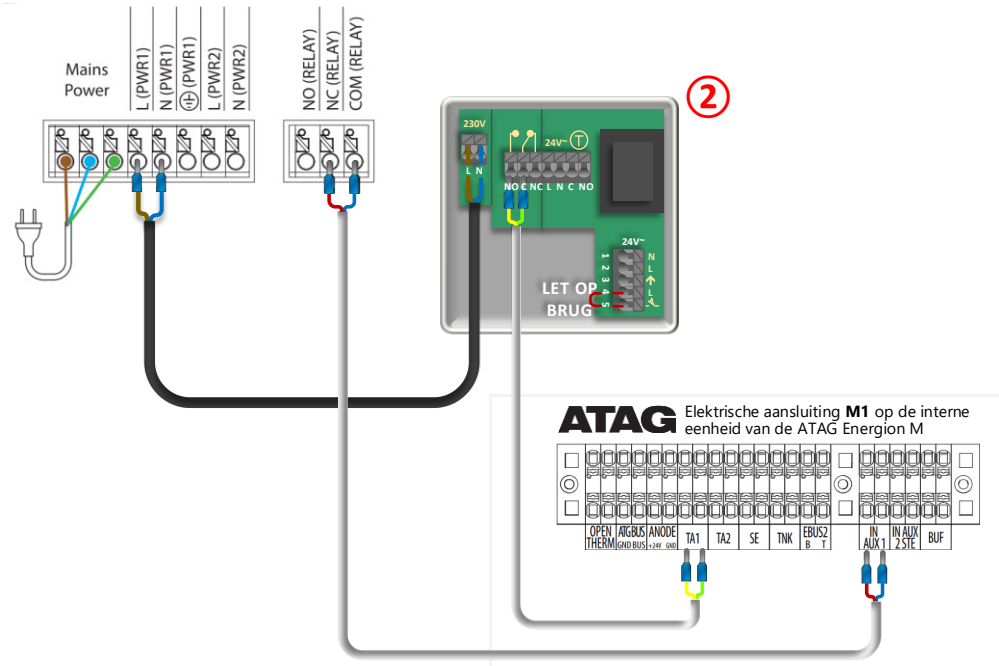 Mains
Power
L (PWR1)
N (PWR1)
(PWR1)
L (PWR2)
N (PWR2)
NO (RELAY)
NC (RELAY)
COM (RELAY)
2
230V
L N
24V~ T
NO C NC L N C NO
24V~
1 N
2 L
3
4 L
5
LET OP
BRUG
ATAG Elektrische aansluiting M1 op de interne
eenheid van de ATAG Energion M
OPEN
THERM
ATGBUS
GND BUS
ANODE
+24V GND
TA1
TA2
SE
TNK
EBUS2
B T
IN
AUX 1
IN AUX
2 STE
BUF